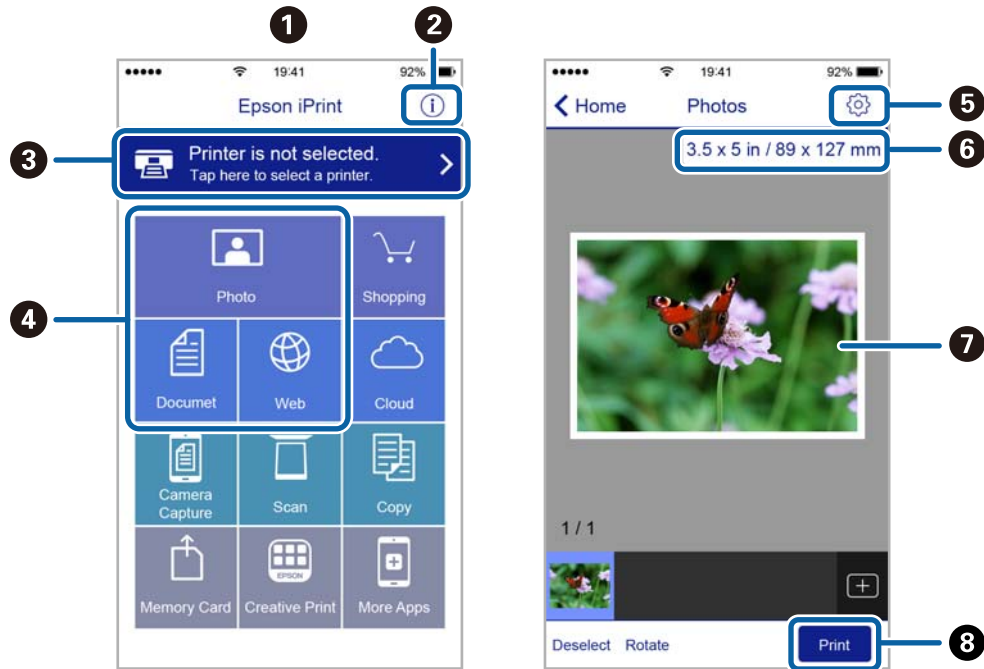 1
2
19:41
92%
Epson iPrint
3
Printer is not selected.
Tap here to select a printer.
4
Photo
Shopping
Documet
Web
Cloud
Camera
Capture
Scan
Copy
EPSON
Memory Card
Creative Print
More Apps
19:41
92%
Home
Photos
5
3.5 x 5 in / 89 x 127 mm
6
7
1 / 1
Deselect
Rotate
Print
8